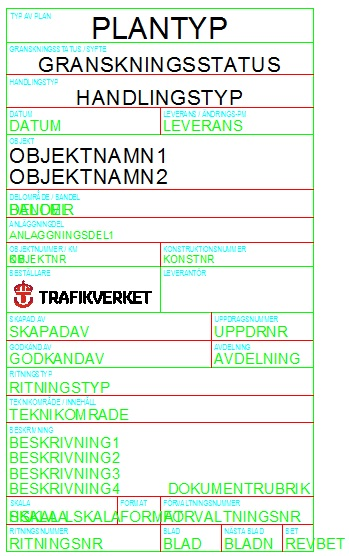 TYP AV PLAN
PLANTYP
GRANSKNINGSSTATUS / SYFTE
GRANSKNINGSSTATUS
HANDLINGSTYP
HANDLINGSTYP
DATUM LEVERANS / ÄNDRINGS-PM
DATUM LEVERANS
OBJEKT
OBJEKTNAMN1
OBJEKTNAMN2
DELOMRÅDE / BANDEL
ANLÄGGNINGSDEL
ANLAGGNINGSDEL1
OBJEKTNUMMER / KM KONSTRUKTIONSNUMMER
OBJEKTNR KONSTNR
BESTÄLLARE LEVERANTÖR
TRAFIKVERKET
SKAPAD AV UPPDRAGSNUMMER
SKAPADAV UPPDRNR
GODKÄND AV AVDELNING
GODKANDAV AVDELNING
RITNINGSTYP
RITNINGSTYP
TEKNIKOMRÅDE / INNEHÅLL
TEKNIKOMRADE
BESKRIVNING
BESKRIVNING1
BESKRIVNING2
BESKRIVNING3
BESKRIVNING4 DOKUMENTRUBRIK
SKALA FORMAT FÖRVALTNINGSNUMMER
FORVALTNINGSNR
RITNINGSNUMMER BLAD NÄSTA BLAD BET
RITNINGSNR BLAD BLADN REVBET